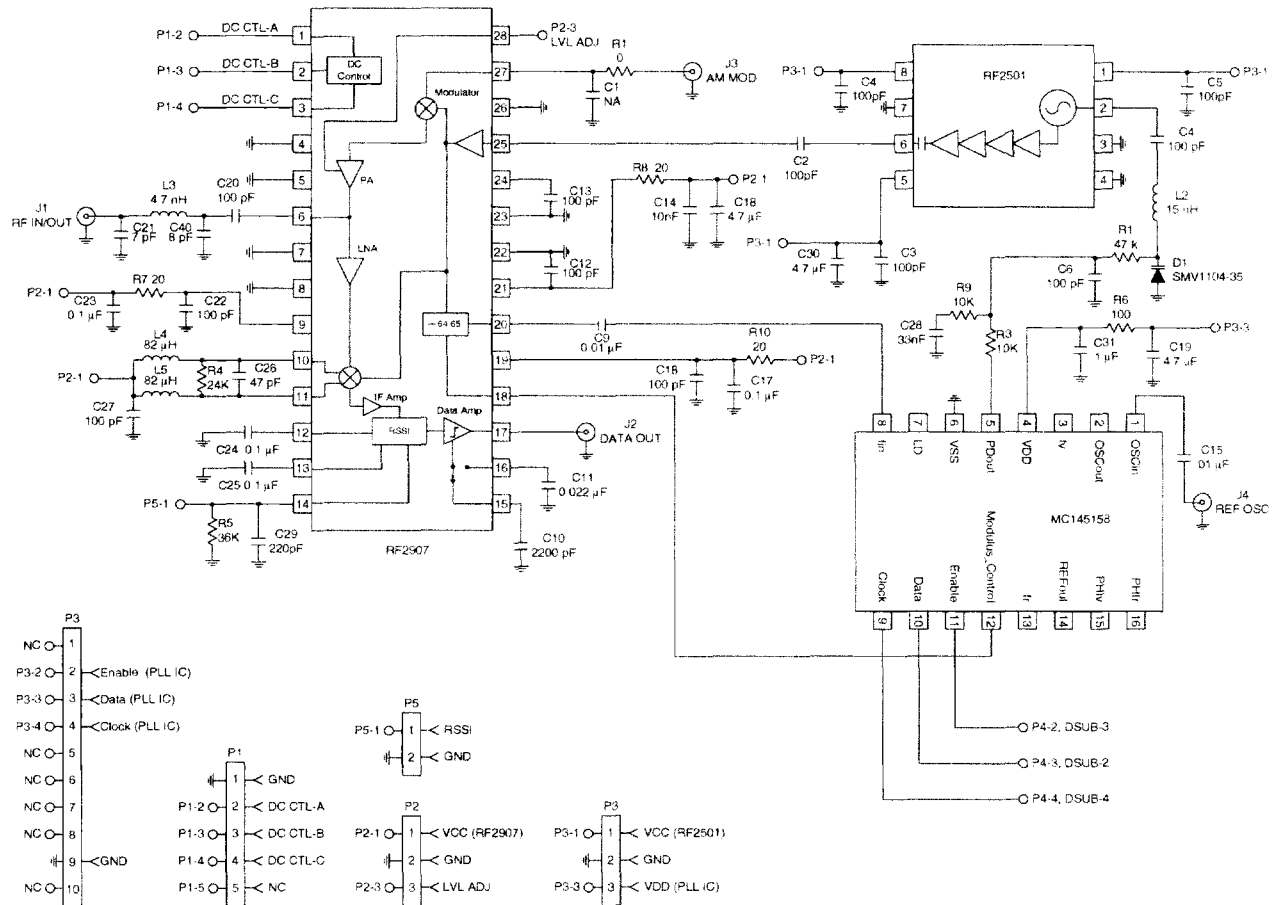 P1-2 DC CTL-A 1
P1-3 DC CTL-B 2
P1-4 DC CTL-C 3
DC Control
4
5
J1 RF IN/OUT
L3 4.7 nH
C20 100 pF
C21 7 pF
C40 8 pF
6
7
8
P2-1
R7 20
C23 0.1 µF
C22 100 pF
9
L4 82 µH
L5 82 µH
P2-1
R4 24K
C26 47 pF
C27 100 pF
10
11
C24 0.1 µF
12
C25 0.1 µF
13
P5-1
14
R5 36K
C29 220pF
Modulator
PA
LNA
÷ 64/65
IF Amp
RSSI
Data Amp
RF2907
28 P2-3 LVL ADJ
27
R1 0
C1 NA
J3 AM MOD
26
25
C2 100pF
24
C13 100 pF
23
22
C12 100 pF
21
R8 20
P2-1
C14 10nF
C18 4.7 µF
20
C9 0.01 µF
19
R10 20
P2-1
C18 100 pF
C17 0.1 µF
18
17
J2 DATA OUT
16
C11 0.022 µF
15
C10 2200 pF
RF2501
P3-1 8
C4 100pF
7
6
5
1 P3-1
C5 100pF
2
C4 100 pF
3
4
L2 15 nH
P3-1
C30 4.7 µF
C3 100pF
R1 47 k
D1 SMV1104-35
C6 100 pF
R9 10K
C28 33nF
R3 10K
R6 100
P3-3
C31 1 µF
C19 4.7 µF
8 7 6 5 4 3 2 1
fin LD VSS PDout VDD fv OSCout OSCin
C15 .01 µF
J4 REF OSC
MC145158
Clock Data Enable Modulus_Control fr REFout PHIv PHIr
9 10 11 12 13 14 15 16
P4-2, DSUB-3
P4-3, DSUB-2
P4-4, DSUB-4
P3
NC 1
P3-2 2 Enable (PLL IC)
P3-3 3 Data (PLL IC)
P3-4 4 Clock (PLL IC)
NC 5
NC 6
NC 7
NC 8
9 GND
NC 10
P1
1 GND
P1-2 2 DC CTL-A
P1-3 3 DC CTL-B
P1-4 4 DC CTL-C
P1-5 5 NC
P5
P5-1 1 RSSI
2 GND
P2
P2-1 1 VCC (RF2907)
2 GND
P2-3 3 LVL ADJ
P3
P3-1 1 VCC (RF2501)
2 GND
P3-3 3 VDD (PLL IC)